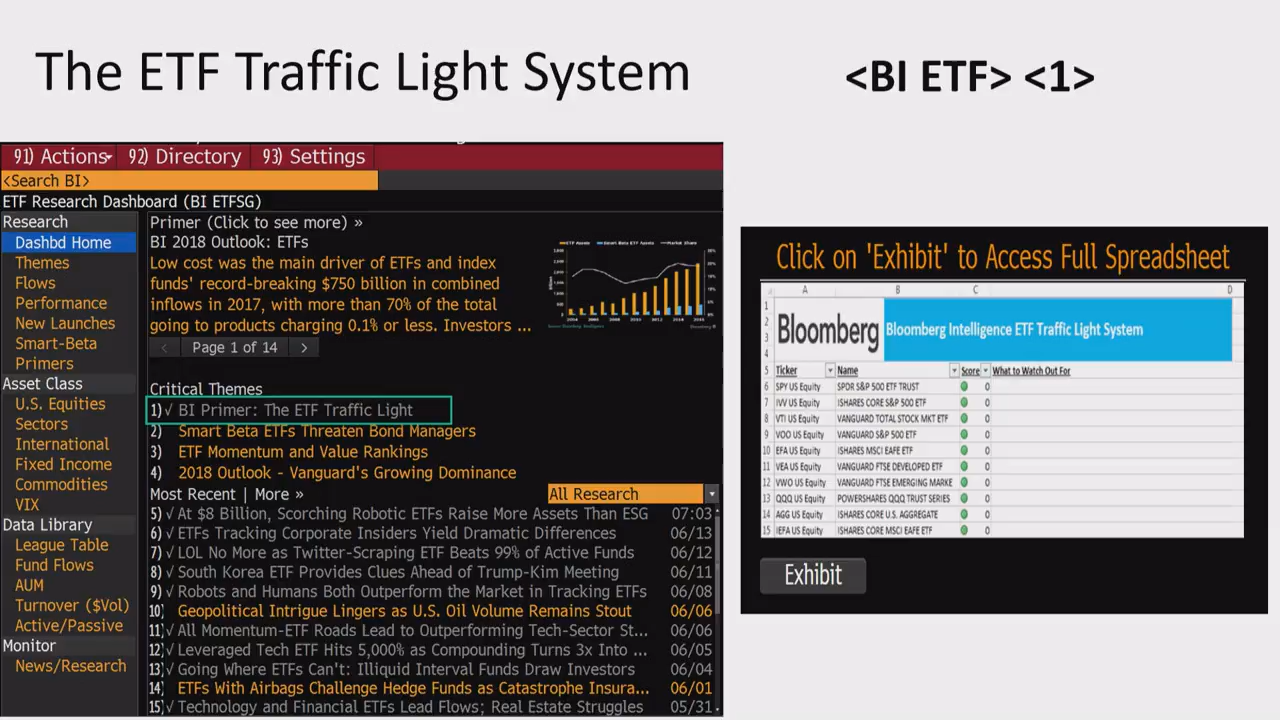 The ETF Traffic Light System
<BI ETF> <1>
91) Actions 92) Directory 93) Settings
<Search BI>
ETF Research Dashboard (BI ETFSG)
Research
Dashbd Home
Themes
Flows
Performance
New Launches
Smart-Beta
Primers
Asset Class
U.S. Equities
Sectors
International
Fixed Income
Commodities
VIX
Data Library
League Table
Fund Flows
AUM
Turnover ($Vol)
Active/Passive
Monitor
News/Research
Primer (Click to see more) »
BI 2018 Outlook: ETFs
Low cost was the main driver of ETFs and index
funds' record-breaking $750 billion in combined
inflows in 2017, with more than 70% of the total
going to products charging 0.1% or less. Investors ...
< Page 1 of 14 >
Critical Themes
1) √ BI Primer: The ETF Traffic Light
2) Smart Beta ETFs Threaten Bond Managers
3) ETF Momentum and Value Rankings
4) 2018 Outlook - Vanguard's Growing Dominance
Most Recent | More » All Research
5) √ At $8 Billion, Scorching Robotic ETFs Raise More Assets Than ESG 07:03
6) √ ETFs Tracking Corporate Insiders Yield Dramatic Differences 06/13
7) √ LOL No More as Twitter-Scraping ETF Beats 99% of Active Funds 06/12
8) √ South Korea ETF Provides Clues Ahead of Trump-Kim Meeting 06/11
9) √ Robots and Humans Both Outperform the Market in Tracking ETFs 06/08
10) Geopolitical Intrigue Lingers as U.S. Oil Volume Remains Stout 06/06
11) √ All Momentum-ETF Roads Lead to Outperforming Tech-Sector St... 06/06
12) √ Leveraged Tech ETF Hits 5,000% as Compounding Turns 3x Into ... 06/05
13) √ Going Where ETFs Can't: Illiquid Interval Funds Draw Investors 06/04
14) ETFs With Airbags Challenge Hedge Funds as Catastrophe Insura... 06/01
15) √ Technology and Financial ETFs Lead Flows; Real Estate Struggles 05/31
Click on 'Exhibit' to Access Full Spreadsheet
A B C D
1
2
3
4
Bloomberg Bloomberg Intelligence ETF Traffic Light System
5 Ticker Name Score What to Watch Out For
6 SPY US Equity SPDR S&P 500 ETF TRUST 0
7 IVV US Equity ISHARES CORE S&P 500 ETF 0
8 VTI US Equity VANGUARD TOTAL STOCK MKT ETF 0
9 VOO US Equity VANGUARD S&P 500 ETF 0
10 EFA US Equity ISHARES MSCI EAFE ETF 0
11 VEA US Equity VANGUARD FTSE DEVELOPED ETF 0
12 VWO US Equity VANGUARD FTSE EMERGING MARKE 0
13 QQQ US Equity POWERSHARES QQQ TRUST SERIES 0
14 AGG US Equity ISHARES CORE U.S. AGGREGATE 0
15 IEFA US Equity ISHARES CORE MSCI EAFE ETF 0
Exhibit